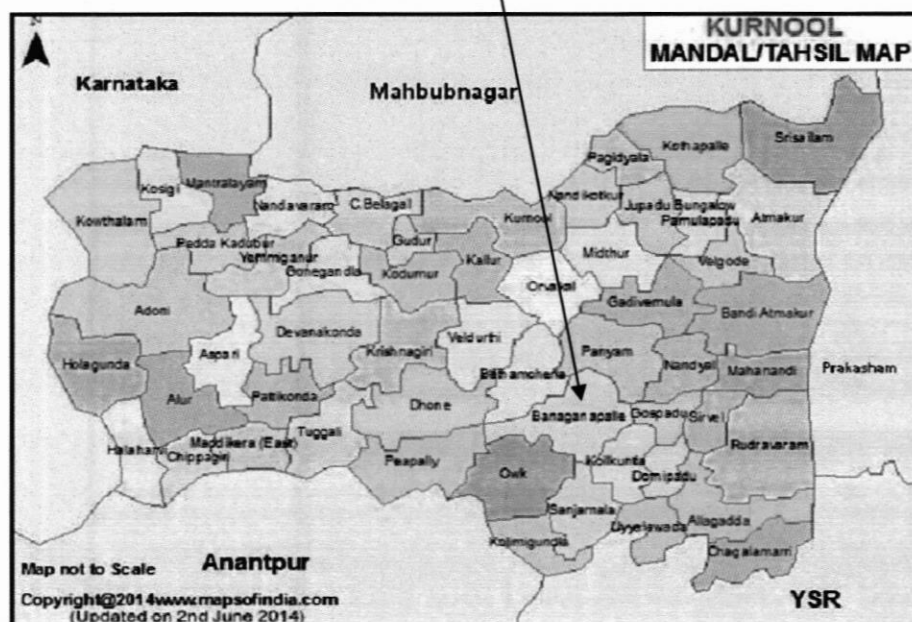 N
KURNOOL
MANDAL/TAHSIL MAP
Karnataka
Mahbubnagar
Srisailam
Kothapalle
Pagidyala
Kosigi
Mantralayam
Nandavaram
C.Belagal
Kurnool
Nandikotkur
Jupadu Bungalow
Pamulapadu
Atmakur
Kowthalam
Pedda Kadubur
Yemmiganur
Gonegandla
Gudur
Kodumur
Kallur
Midthur
Velgode
Orvakal
Adoni
Gadivemula
Bandi Atmakur
Devanakonda
Aspari
Krishnagiri
Veldurthi
Panyam
Nandyal
Holagunda
Mahanandi
Prakasham
Bethamcherla
Alur
Pattikonda
Dhone
Banaganapalle
Gospadu
Sirvel
Halaharvi
Chippagiri
Maddikera (East)
Tuggali
Rudravaram
Peapally
Owk
Koilkunta
Dornipadu
Sanjamala
Uyyalawada
Allagadda
Kolimigundla
Chagalamarri
Map not to Scale
Anantpur
YSR
Copyright@2014www.mapsofindia.com
(Updated on 2nd June 2014)